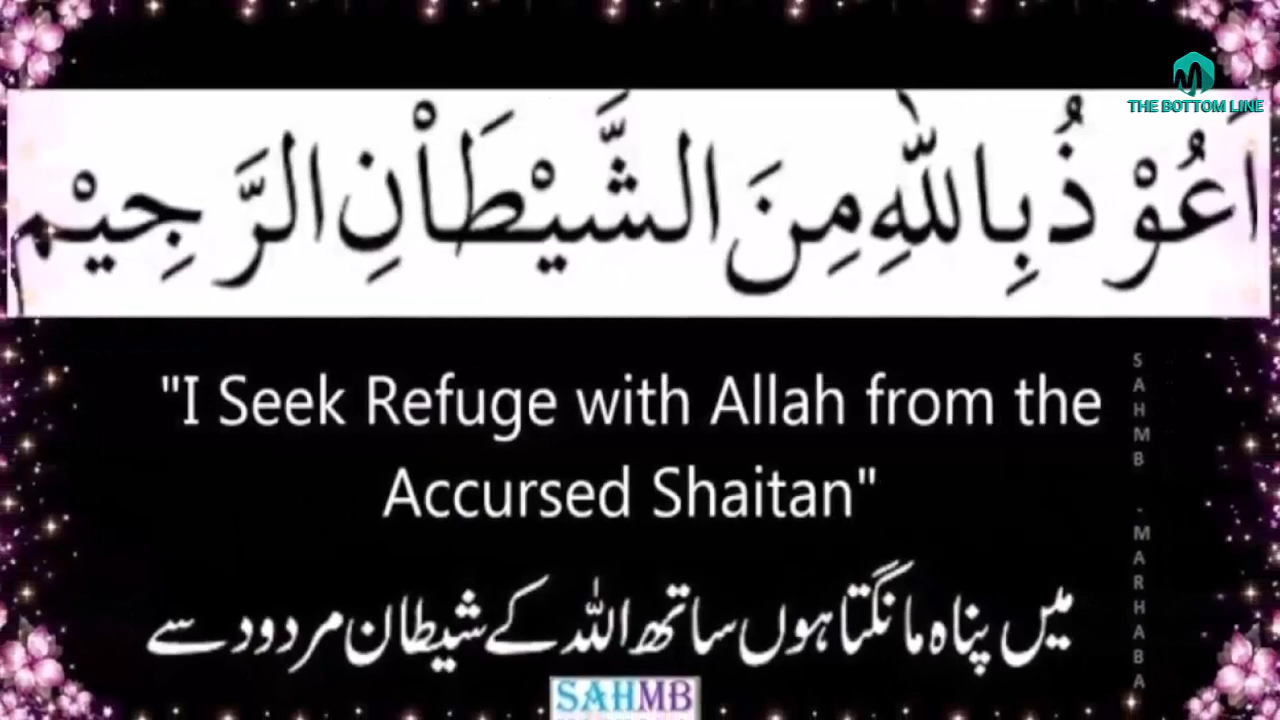 THE BOTTOM LINE
اَعُوْذُ بِاللّٰهِ مِنَ الشَّيْطَاْنِ الرَّجِيْم
"I Seek Refuge with Allah from the
Accursed Shaitan"
میں پناہ مانگتا ہوں ساتھ اللہ کے شیطان مردود سے
SAHMB - MARHABA
SAHMB